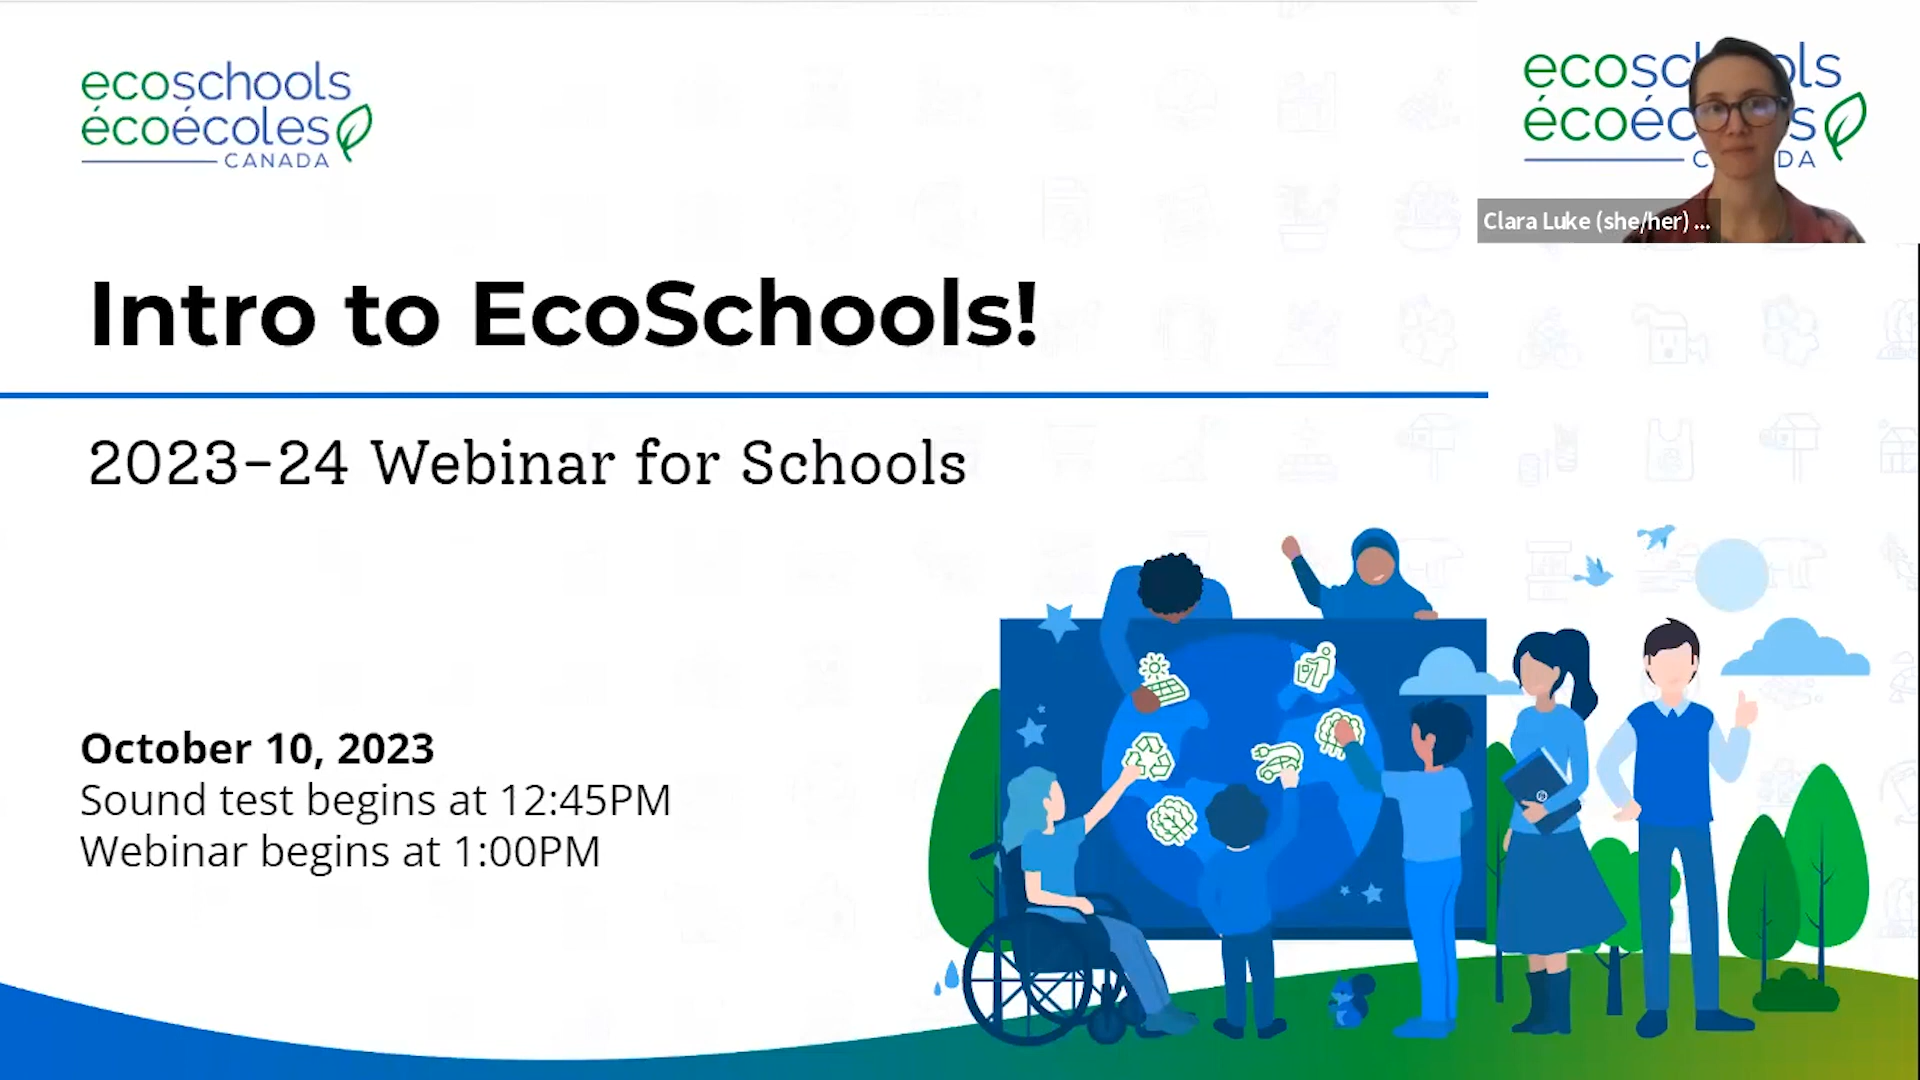 ecoschools
écoécoles
CANADA
Intro to EcoSchools!
2023-24 Webinar for Schools
October 10, 2023
Sound test begins at 12:45PM
Webinar begins at 1:00PM
Clara Luke (she/her) ...